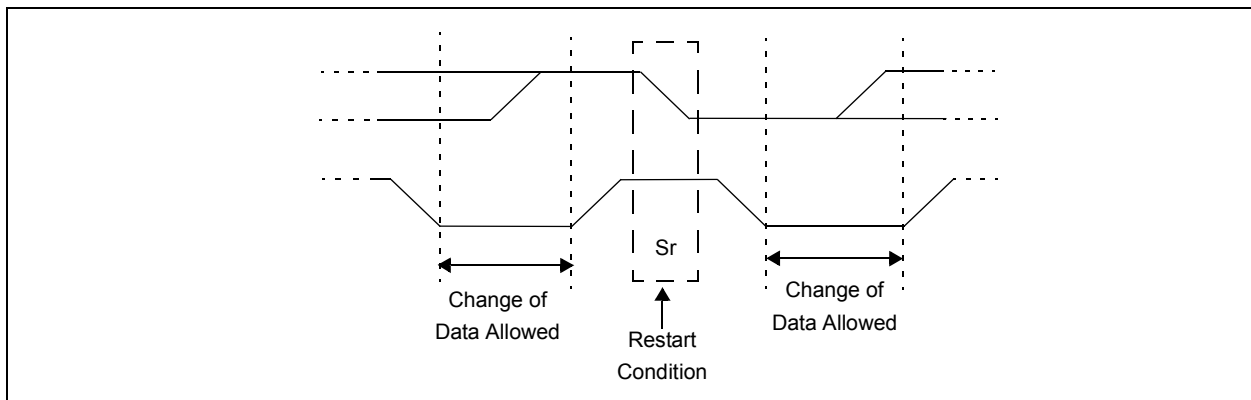 Sr
Change of
Data Allowed
Restart
Condition
Change of
Data Allowed